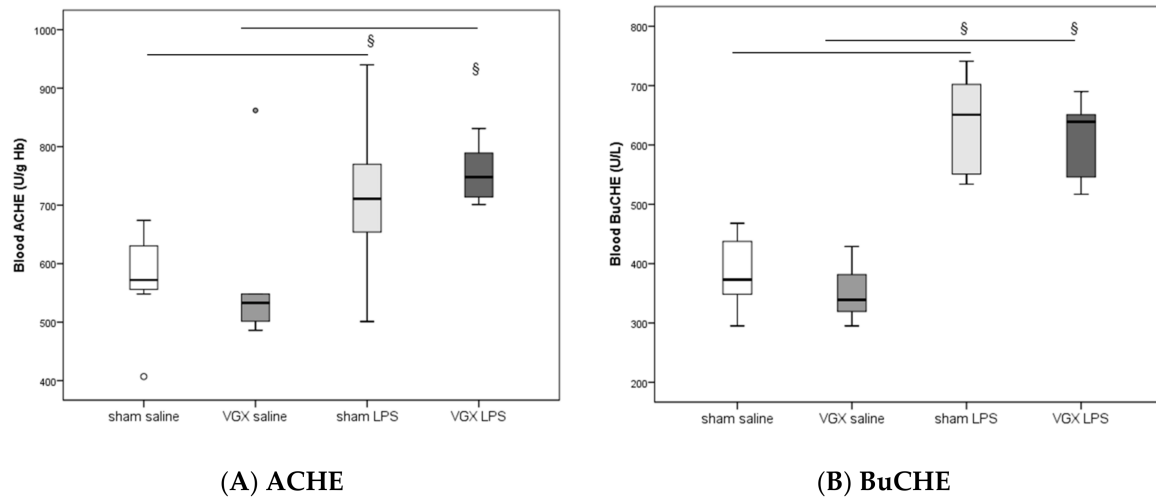 1000
900
800
700
600
500
400
Blood ACHE (U/g Hb)
§
§
sham saline VGX saline sham LPS VGX LPS
(A) ACHE
800
700
600
500
400
300
200
Blood BuCHE (U/L)
§ §
sham saline VGX saline sham LPS VGX LPS
(B) BuCHE